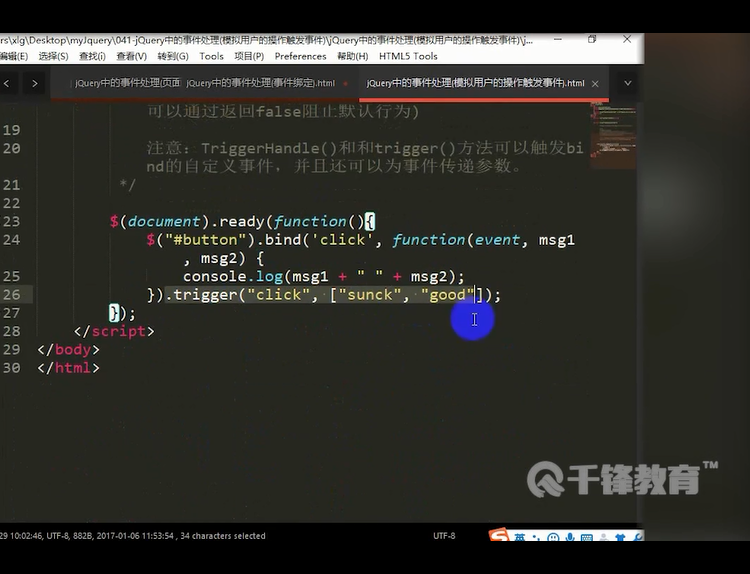 rs\xlg\Desktop\myJquery\041-jQuery中的事件处理(模拟用户的操作触发事件)\jQuery中的事件处理(模拟用户的操作触发事件)\j...
编辑(E) 选择(S) 查找(i) 查看(V) 转到(G) Tools 项目(P) Preferences 帮助(H) HTML5 Tools
jQuery中的事件处理(页面 jQuery中的事件处理(事件绑定).html jQuery中的事件处理(模拟用户的操作触发事件).html
可以通过返回false阻止默认行为)
19
20 注意：TriggerHandle()和和trigger()方法可以触发bi
nd的自定义事件，并且还可以为事件传递参数。
21 */
22
23 $(document).ready(function(){
24 $("#button").bind('click', function(event, msg1
, msg2) {
25 console.log(msg1 + " " + msg2);
26 }).trigger("click", ["sunck", "good"]);
27 });
28 </script>
29 </body>
30 </html>
千锋教育™
29 10:02:46, UTF-8, 882B, 2017-01-06 11:53:54 , 34 characters selected UTF-8
英